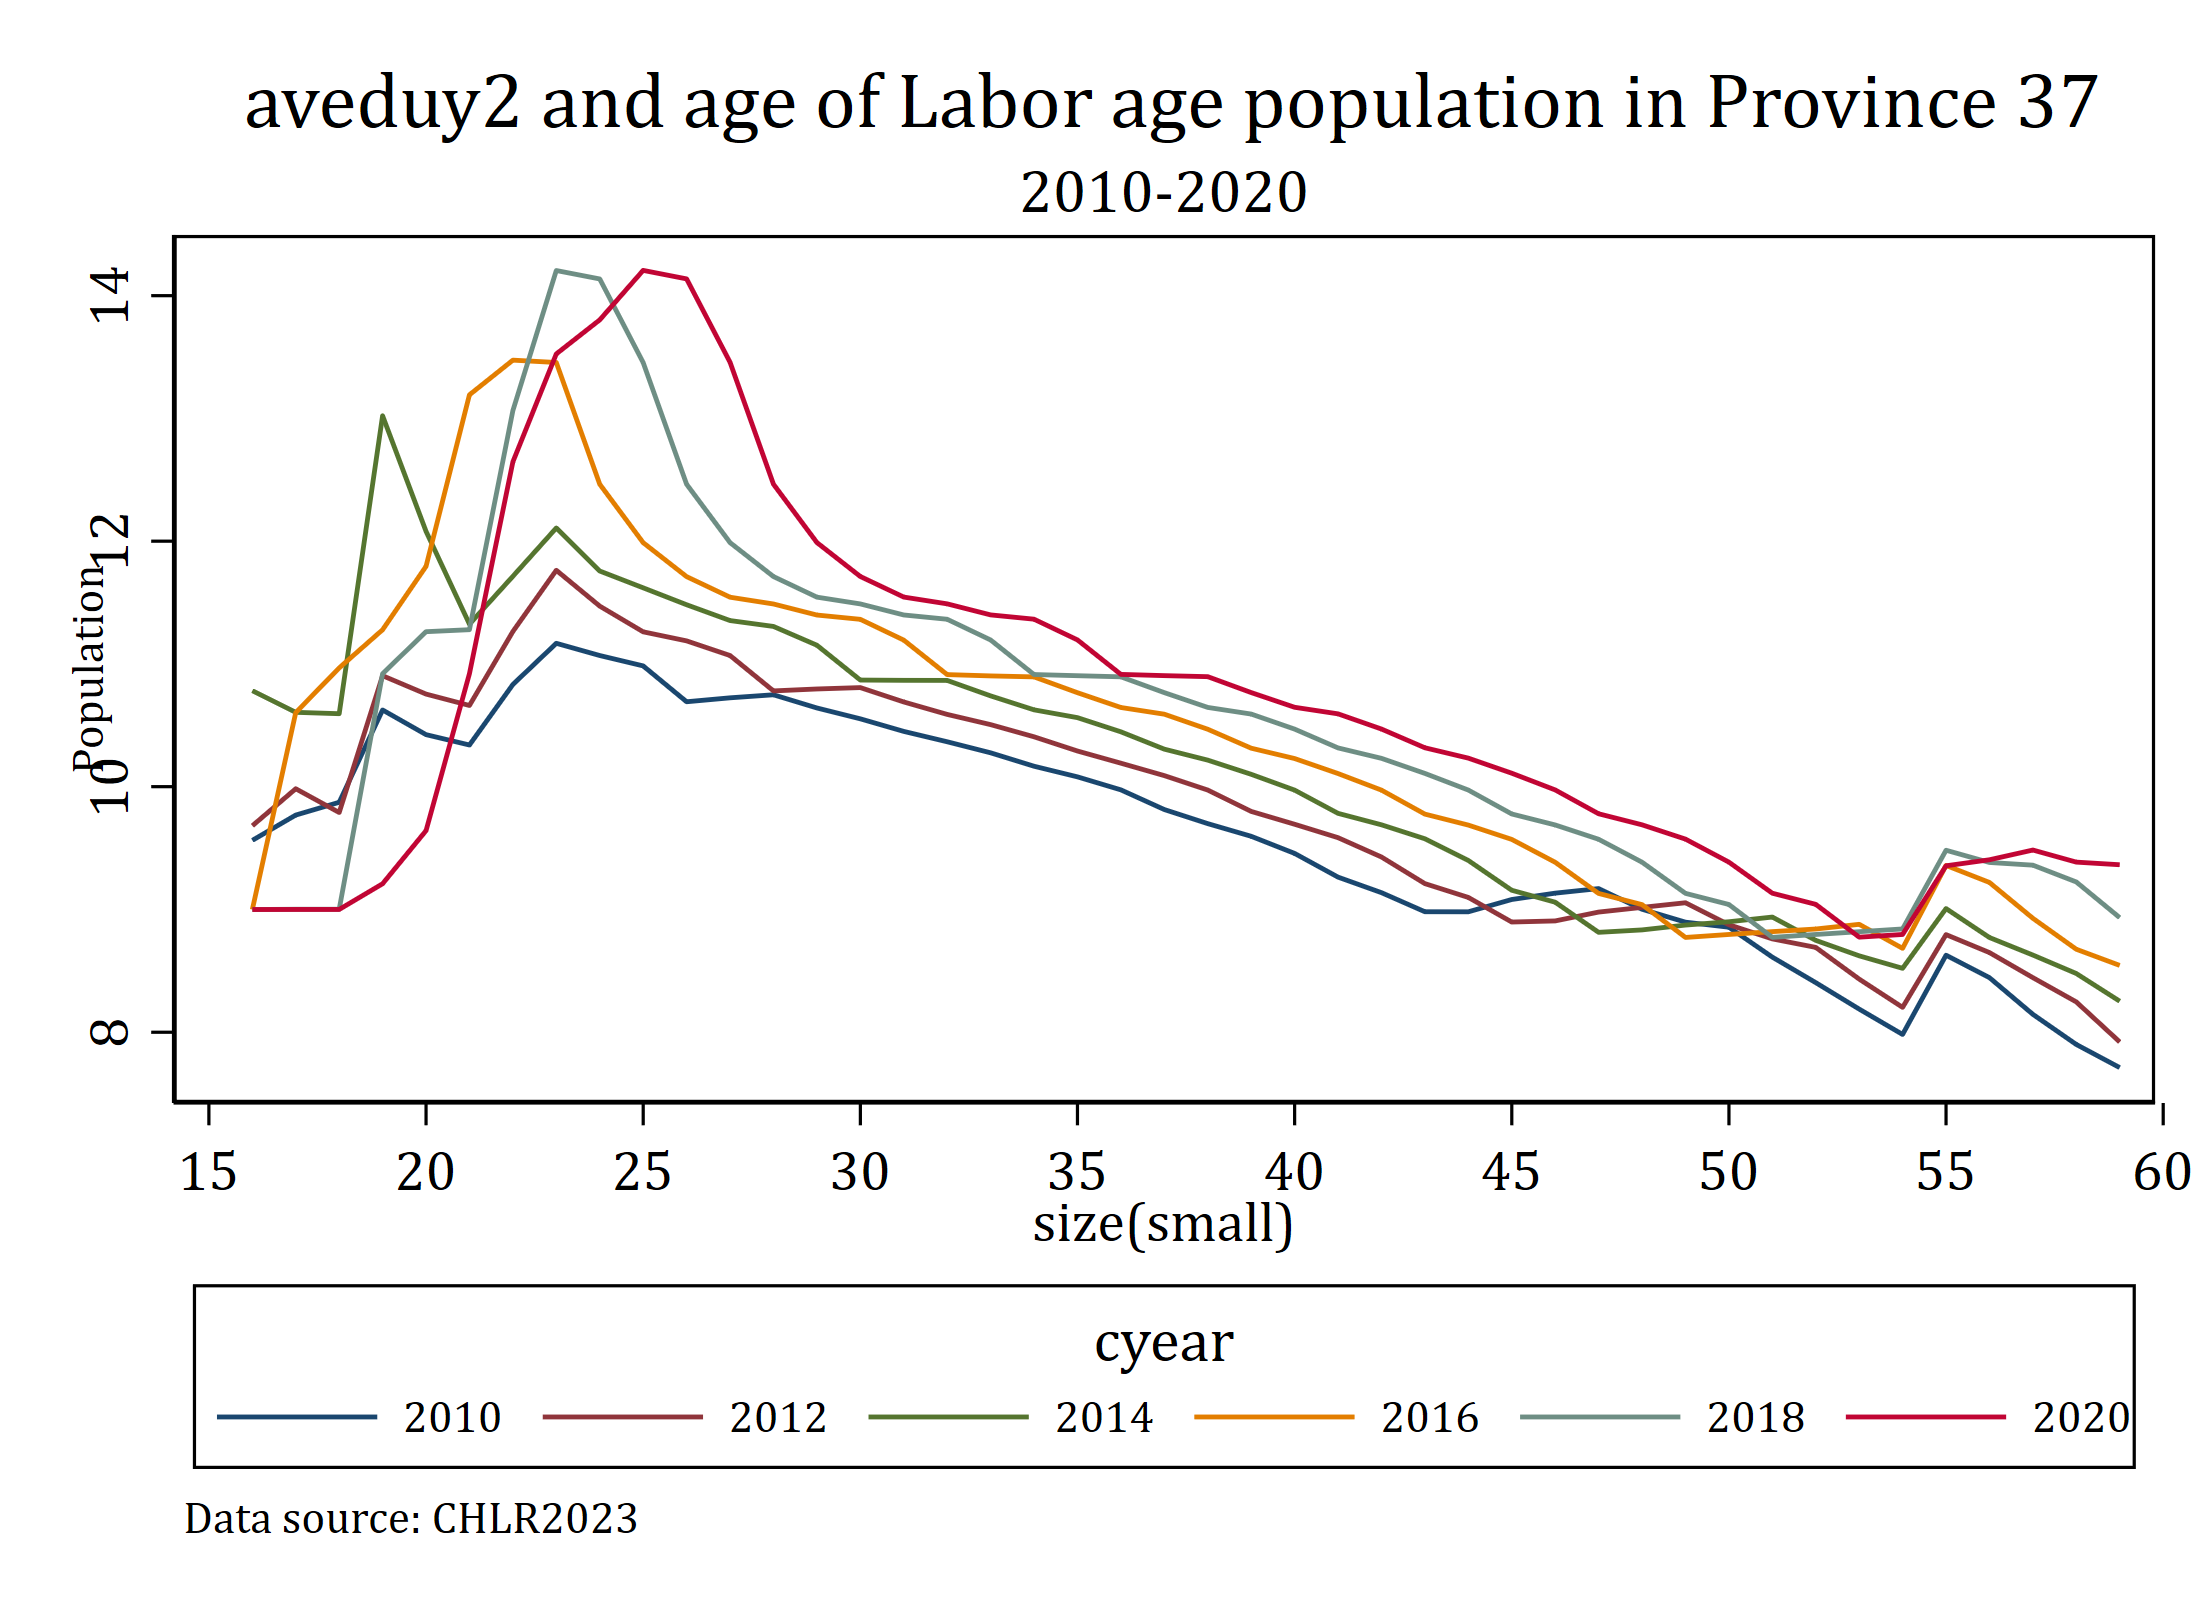 aveduy2 and age of Labor age population in Province 37
2010-2020
Population
14
12
10
8
15 20 25 30 35 40 45 50 55 60
size(small)
cyear
2010 2012 2014 2016 2018 2020
Data source: CHLR2023